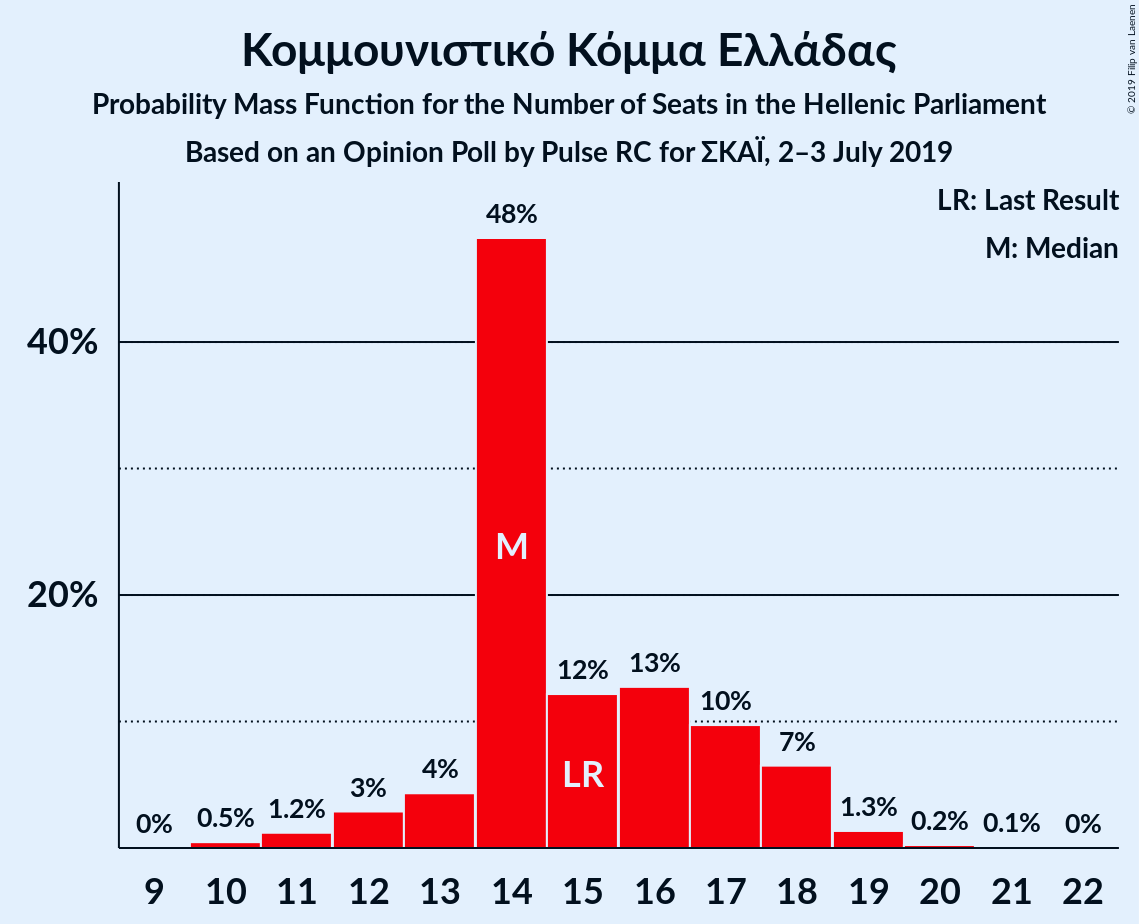 Κομμουνιστικό Κόμμα Ελλάδας
Probability Mass Function for the Number of Seats in the Hellenic Parliament
Based on an Opinion Poll by Pulse RC for ΣΚΑΪ, 2–3 July 2019
© 2019 Filip van Laenen
LR: Last Result
M: Median
40%
20%
0%
0.5%
1.2%
3%
4%
48%
12%
13%
10%
7%
1.3%
0.2%
0.1%
0%
M
LR
9 10 11 12 13 14 15 16 17 18 19 20 21 22